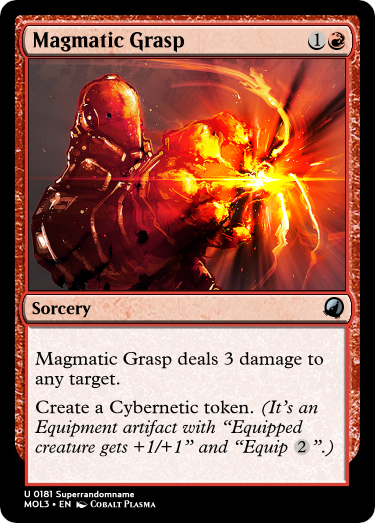 Magmatic Grasp 1
Sorcery
Magmatic Grasp deals 3 damage to
any target.
Create a Cybernetic token. (It's an
Equipment artifact with “Equipped
creature gets +1/+1” and “Equip 2”.)
U 0181 Superrandomname
MOL3 • EN Cobalt Plasma